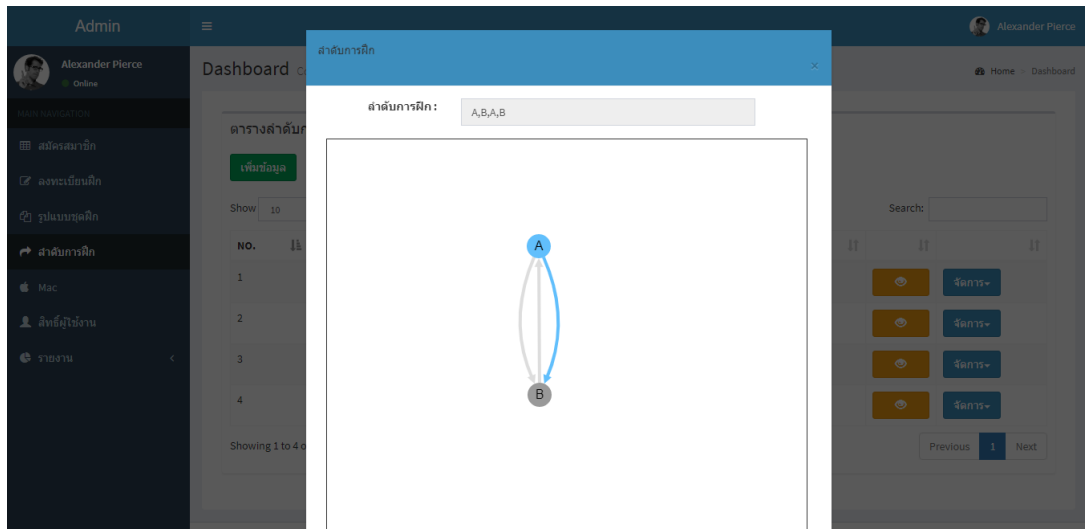 Admin
Alexander Pierce
Alexander Pierce
Online
MAIN NAVIGATION
สมัครสมาชิก
ลงทะเบียนฝึก
รูปแบบชุดฝึก
ลำดับการฝึก
Mac
สิทธิ์ผู้ใช้งาน
รายงาน
Dashboard
Home > Dashboard
ลำดับการฝึก
×
ลำดับการฝึก :
A,B,A,B
A
B
เพิ่มข้อมูล
Show 10
Search:
NO.
1
จัดการ
2
จัดการ
3
จัดการ
4
จัดการ
Showing 1 to 4
Previous 1 Next